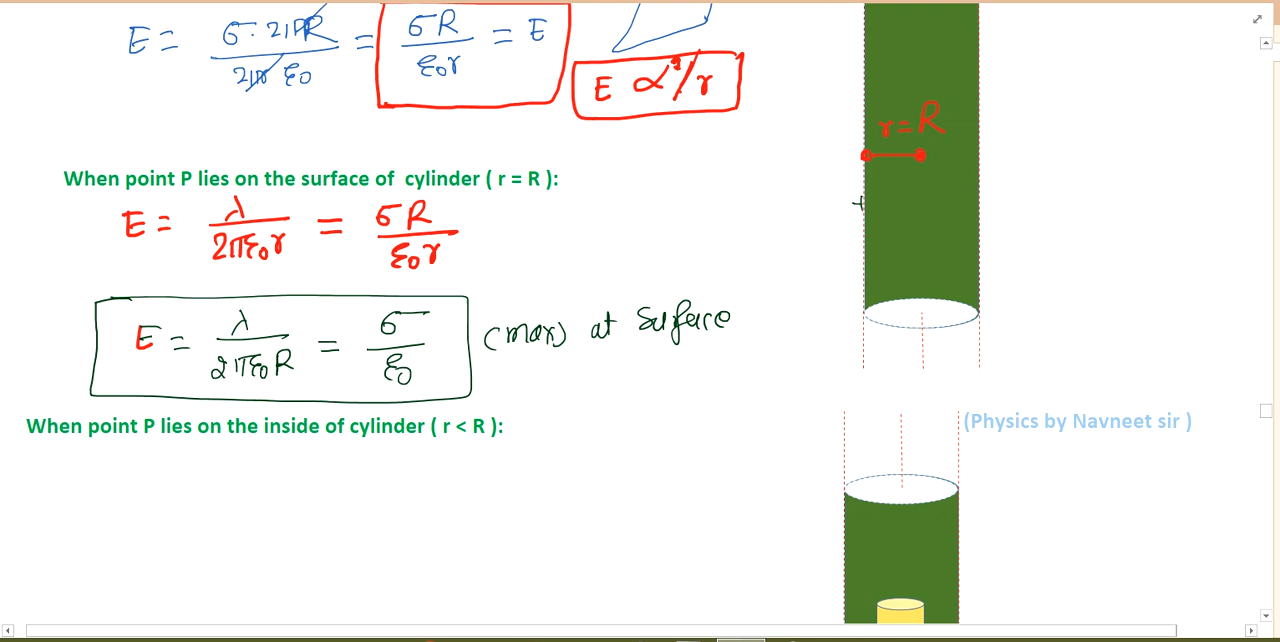 E = σ·2πR / 2πr ε0 = σR / ε0r = E
E ∝ 1/r
r = R
When point P lies on the surface of cylinder ( r = R ):
E = λ / 2πε0r = σR / ε0r
+
E = λ / 2πε0R = σ / ε0 (max) at Surface
When point P lies on the inside of cylinder ( r < R ):
(Physics by Navneet sir )